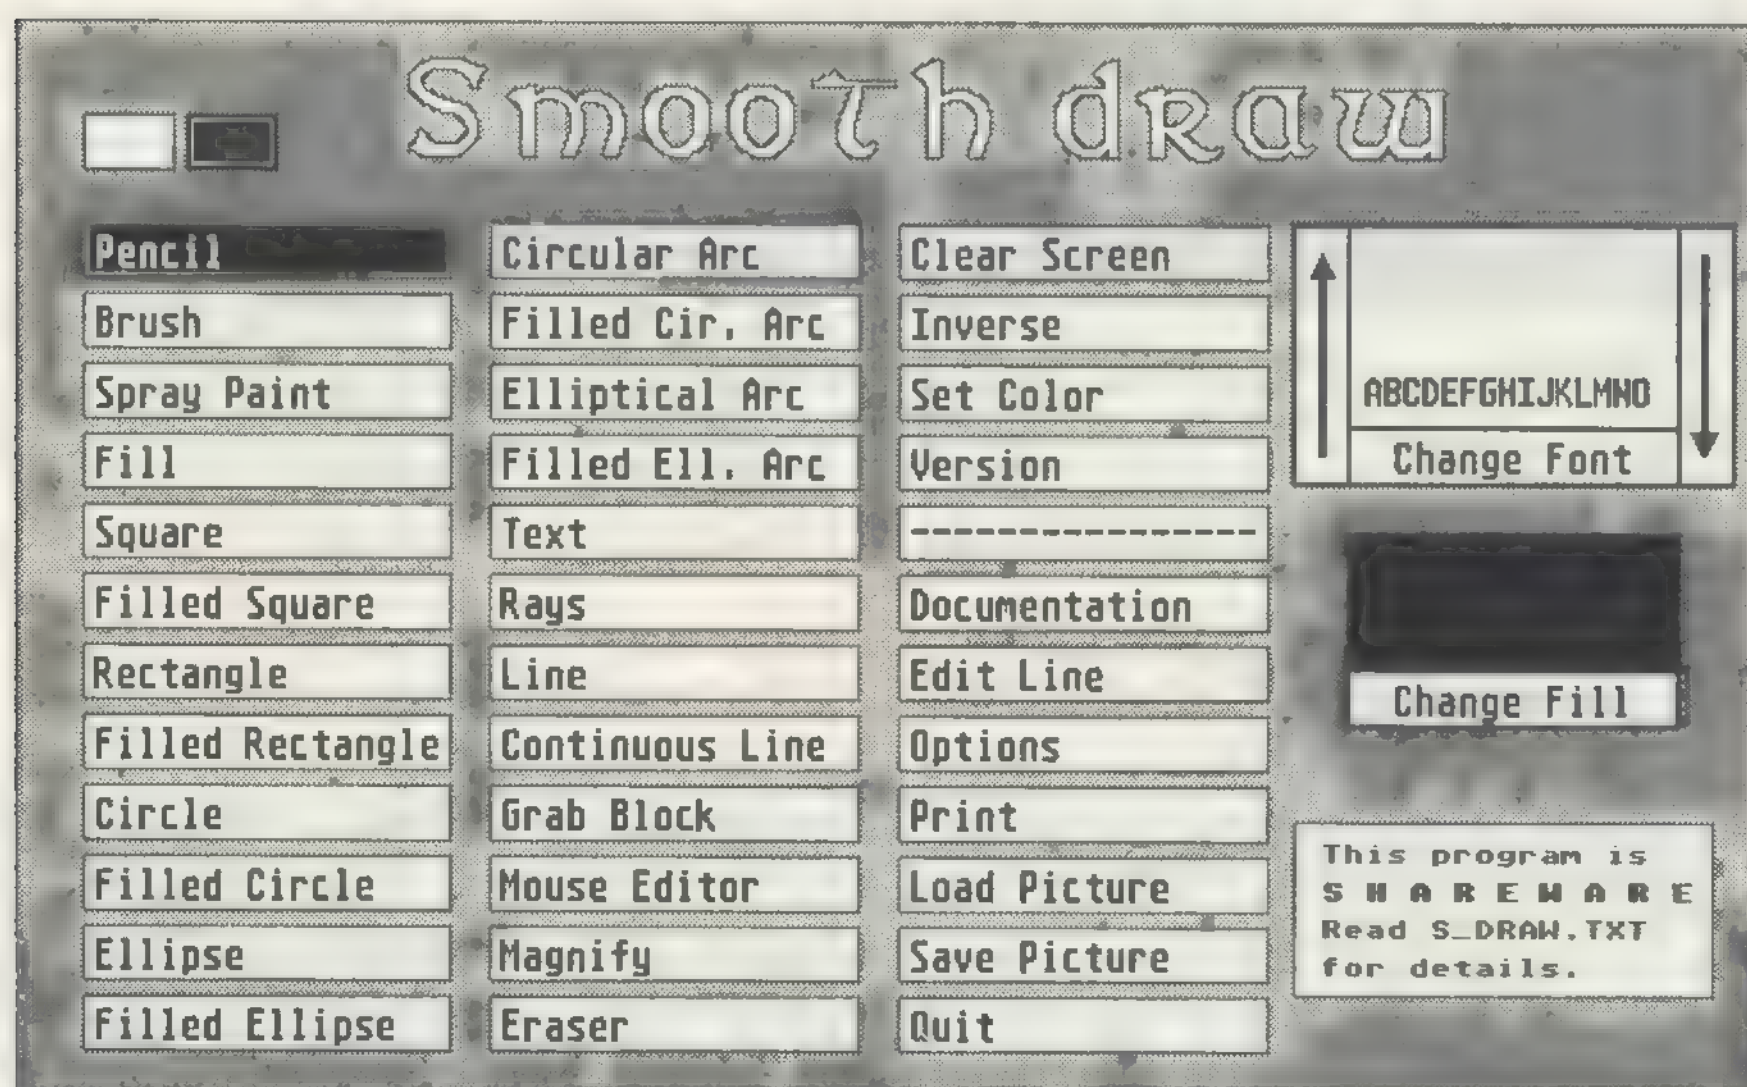 Smooth draw
Pencil
Brush
Spray Paint
Fill
Square
Filled Square
Rectangle
Filled Rectangle
Circle
Filled Circle
Ellipse
Filled Ellipse
Circular Arc
Filled Cir. Arc
Elliptical Arc
Filled Ell. Arc
Text
Rays
Line
Continuous Line
Grab Block
Mouse Editor
Magnify
Eraser
Clear Screen
Inverse
Set Color
Version
-----------------
Documentation
Edit Line
Options
Print
Load Picture
Save Picture
Quit
ABCDEFGHIJKLMNO
Change Font
Change Fill
This program is
S H A R E W A R E
Read S_DRAW.TXT
for details.